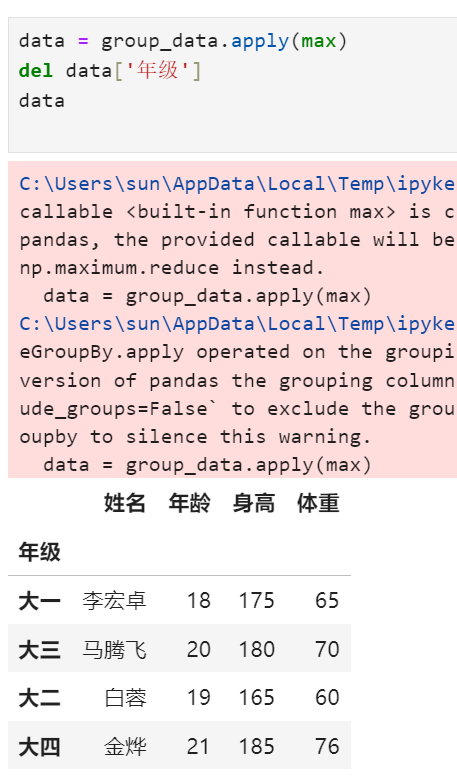 data = group_data.apply(max)
del data['年级']
data
C:\Users\sun\AppData\Local\Temp\ipyke
callable <built-in function max> is c
pandas, the provided callable will be
np.maximum.reduce instead.
data = group_data.apply(max)
C:\Users\sun\AppData\Local\Temp\ipyke
eGroupBy.apply operated on the groupi
version of pandas the grouping column
ude_groups=False` to exclude the grou
oupby to silence this warning.
data = group_data.apply(max)
姓名 年龄 身高 体重
年级
大一 李宏卓 18 175 65
大三 马腾飞 20 180 70
大二 白蓉 19 165 60
大四 金烨 21 185 76